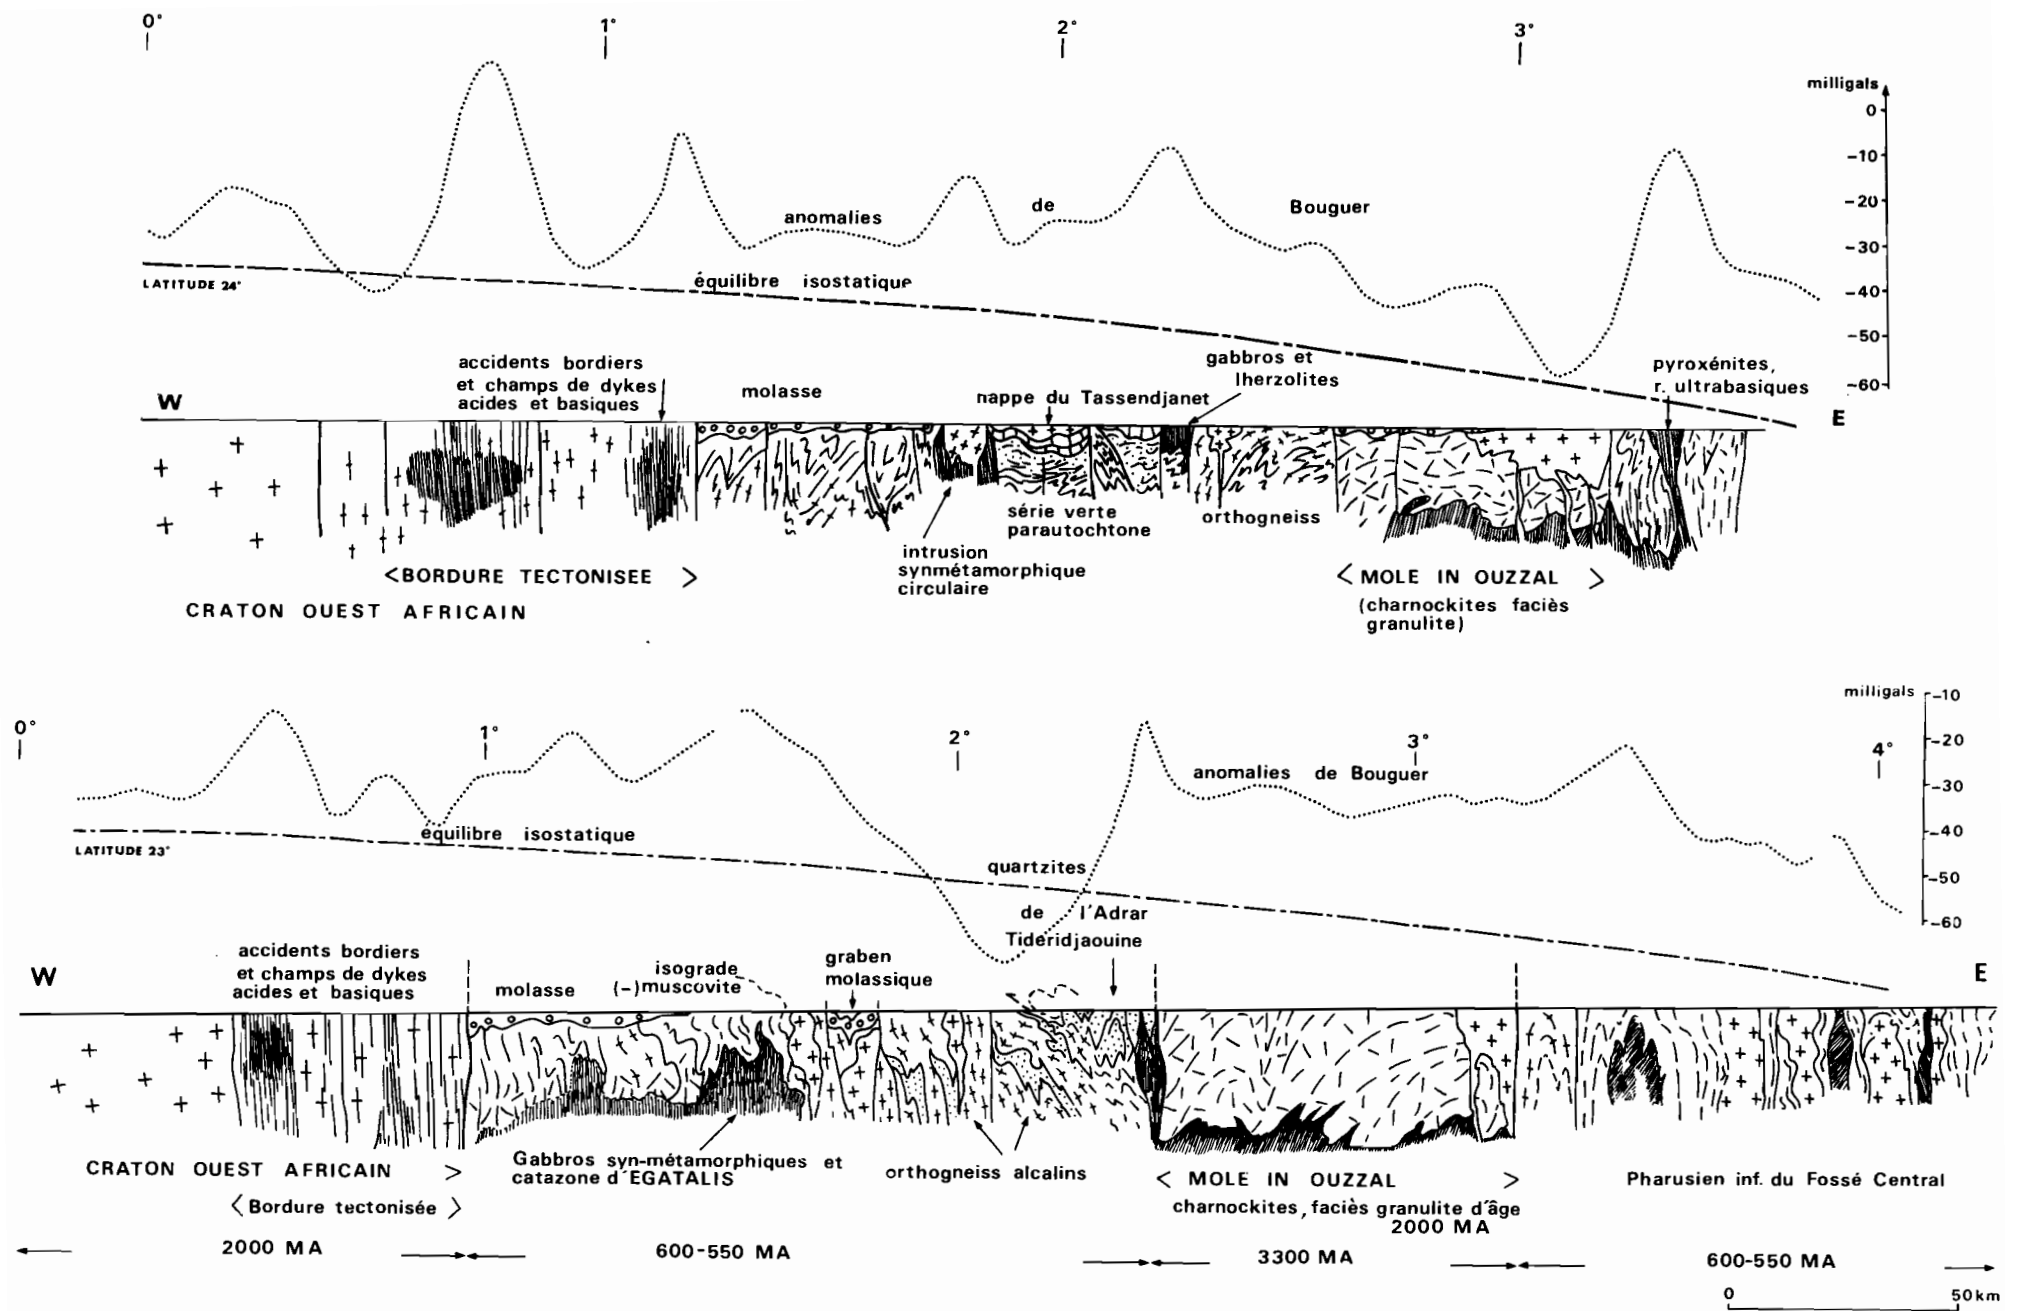 0° 1° 2° 3°
milligals
0
-10
-20
-30
-40
-50
-60
anomalies de Bouguer
LATITUDE 24°
équilibre isostatique
accidents bordiers
et champs de dykes
acides et basiques
molasse
nappe du Tassendjanet
gabbros et
lherzolites
pyroxénites,
r. ultrabasiques
W
E
série verte
parautochtone
orthogneiss
intrusion
synmétamorphique
circulaire
<BORDURE TECTONISEE >
CRATON OUEST AFRICAIN
< MOLE IN OUZZAL >
(charnockites faciès
granulite)
0° 1° 2° 3° 4°
milligals
-10
-20
-30
-40
-50
-60
anomalies de Bouguer
équilibre isostatique
LATITUDE 23°
quartzites
de l'Adrar
Tideridjaouine
accidents bordiers
et champs de dykes
acides et basiques
molasse
isograde
(-)muscovite
graben
molassique
W
E
CRATON OUEST AFRICAIN >
<Bordure tectonisée >
Gabbros syn-métamorphiques et
catazone d'EGATALIS
orthogneiss alcalins
< MOLE IN OUZZAL >
charnockites, faciès granulite d'âge
2000 MA
Pharusien inf. du Fossé Central
2000 MA
600-550 MA
3300 MA
600-550 MA
0 50 km